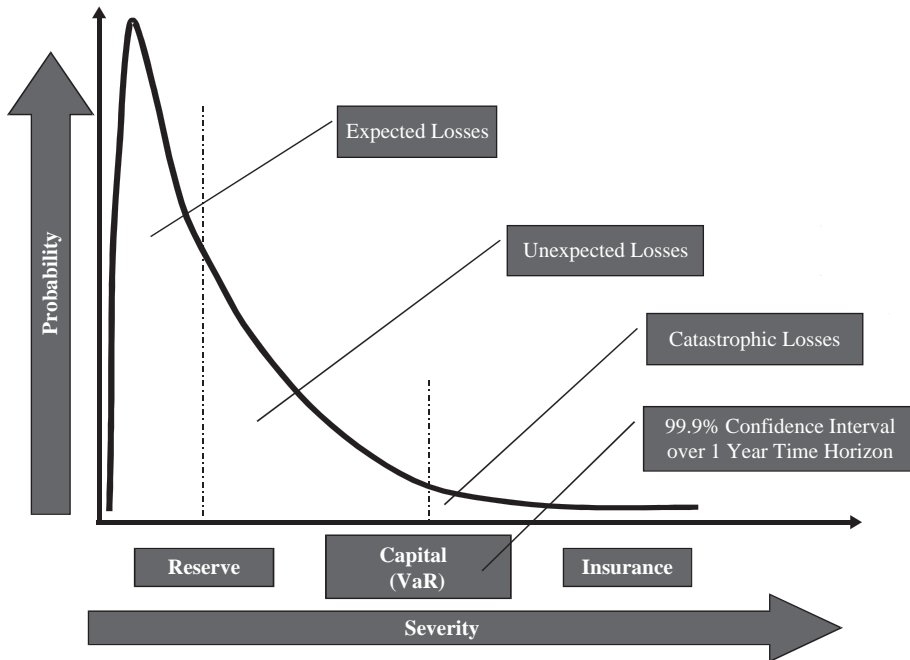 Expected Losses
Probability
Unexpected Losses
Catastrophic Losses
99.9% Confidence Interval
over 1 Year Time Horizon
Reserve
Capital
(VaR)
Insurance
Severity